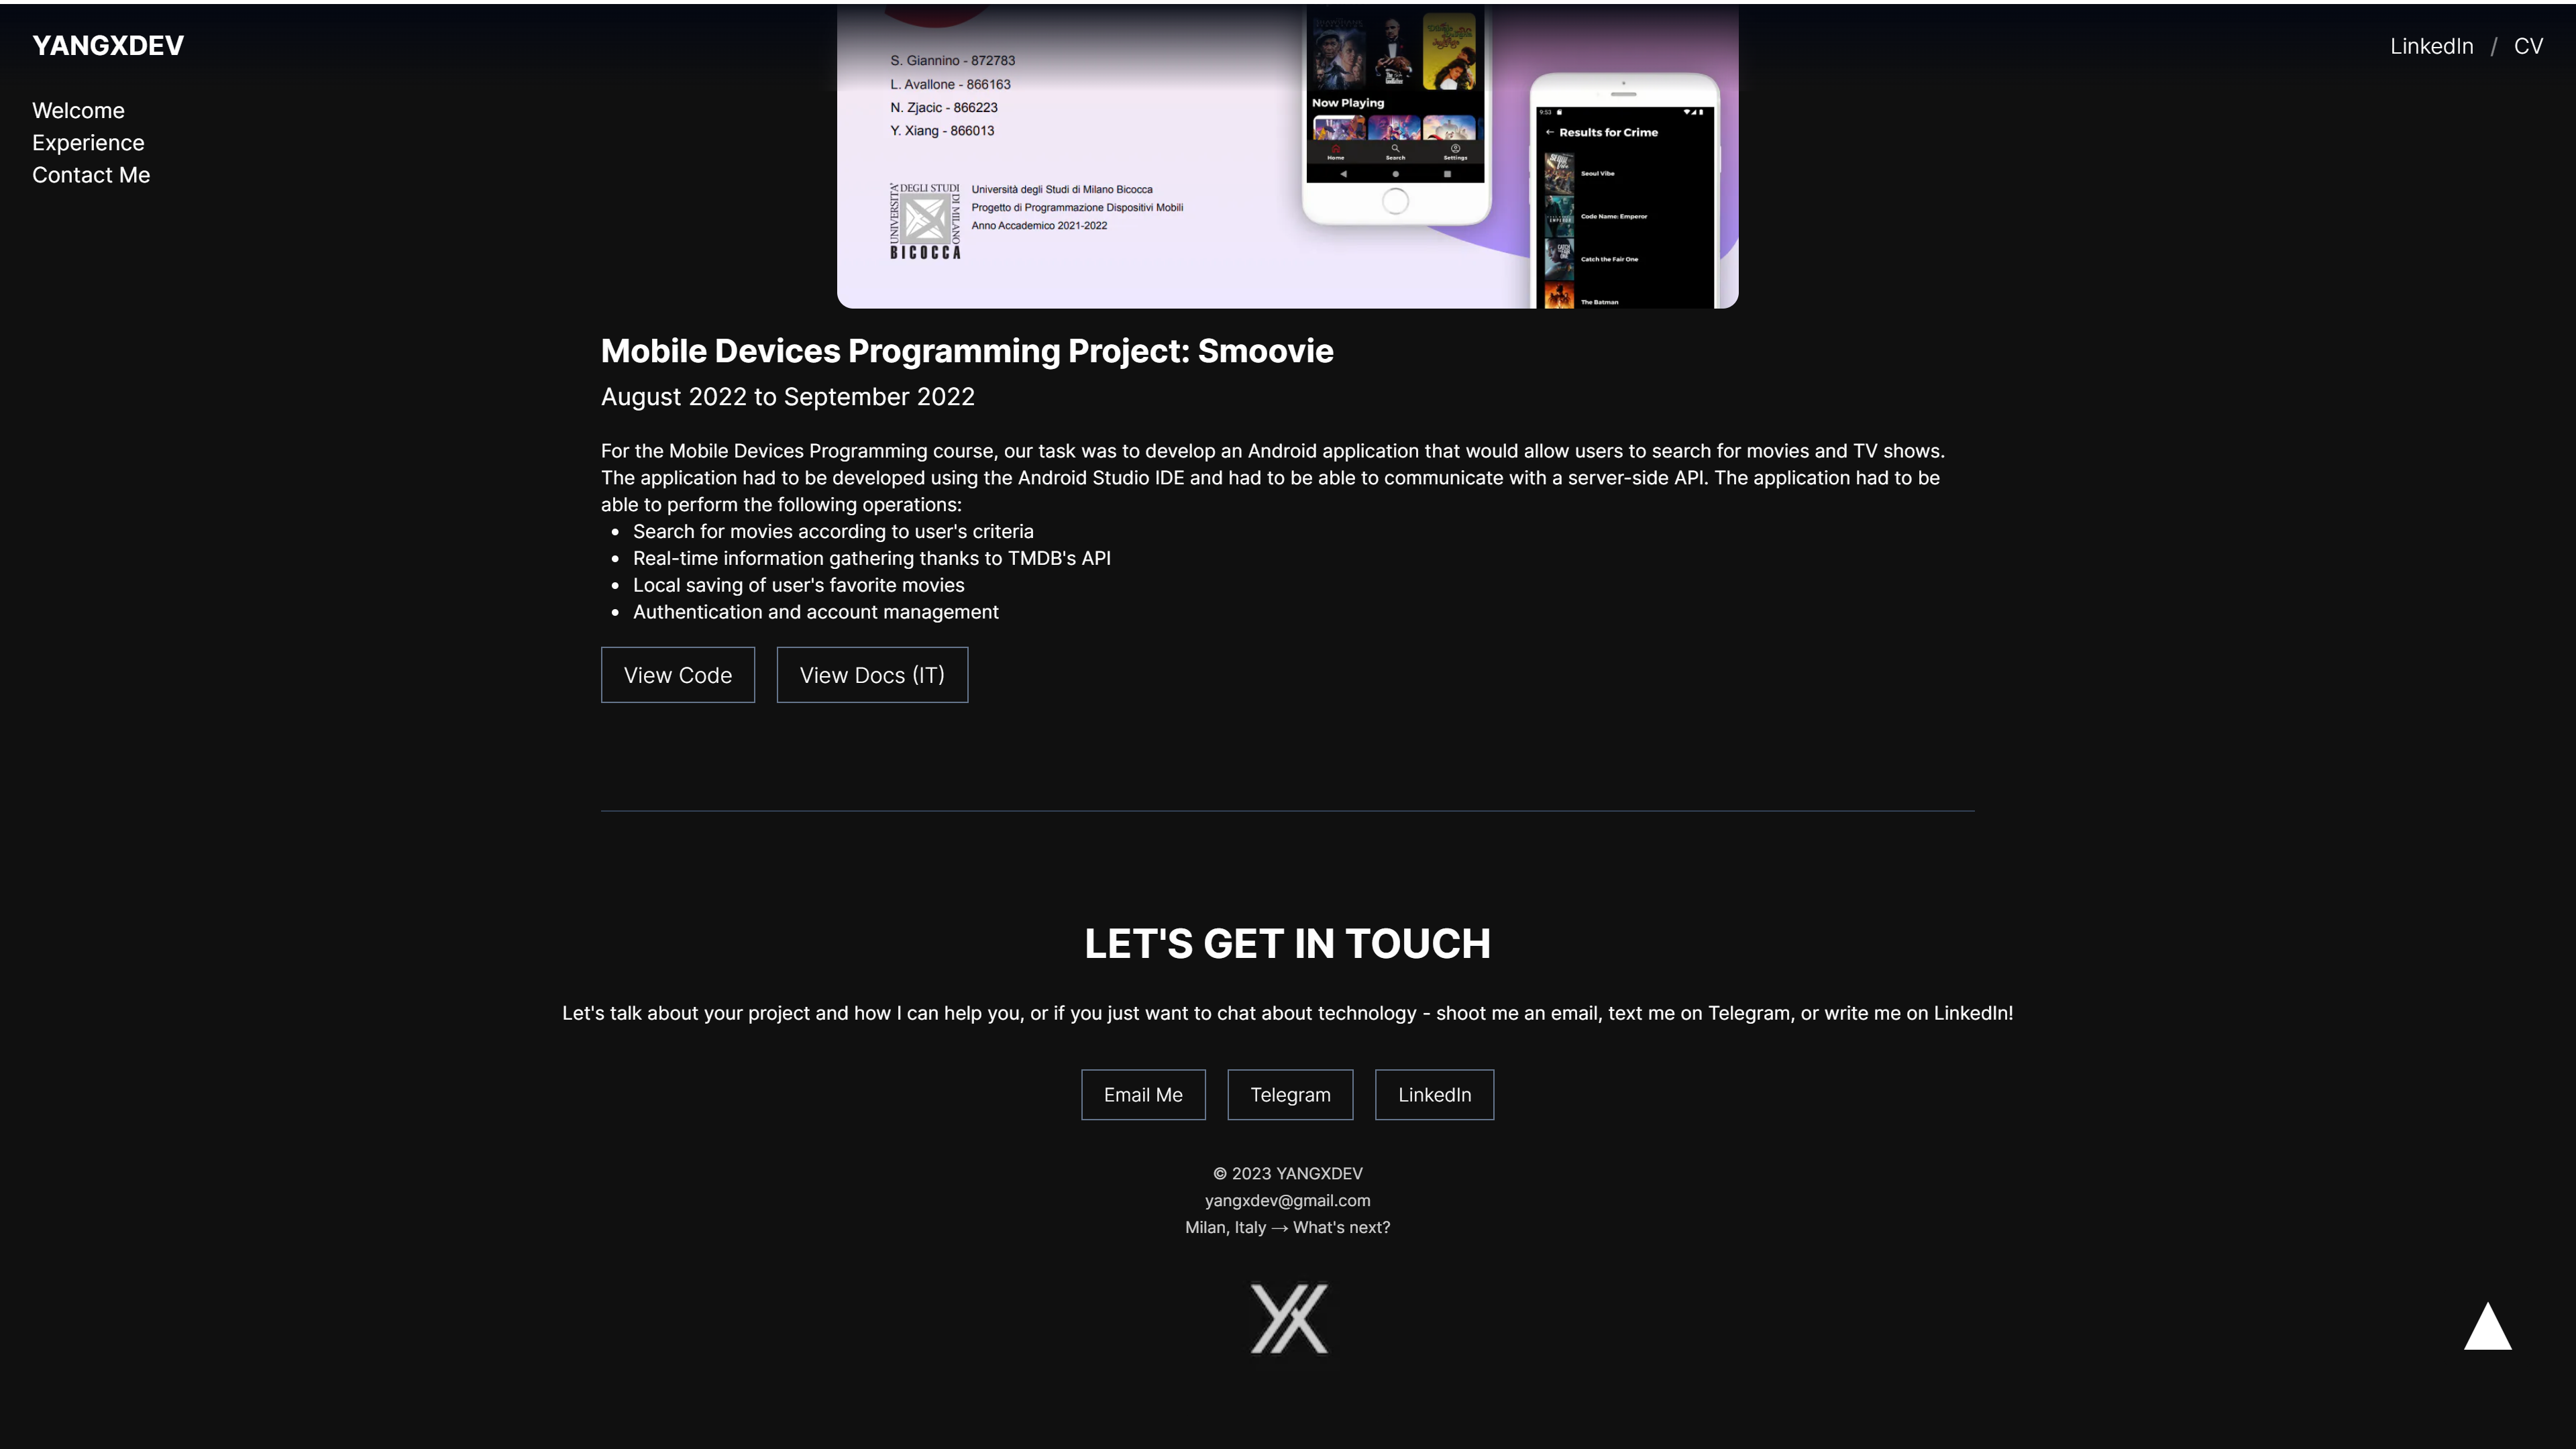 YANGXDEV
LinkedIn / CV
Welcome
Experience
Contact Me
S. Giannino - 872783
L. Avallone - 866163
N. Zjacic - 866223
Y. Xiang - 866013
UNIVERSITÀ DEGLI STUDI DI MILANO
BICOCCA
Università degli Studi di Milano Bicocca
Progetto di Programmazione Dispositivi Mobili
Anno Accademico 2021-2022
Now Playing
Home Search Settings
9:53
← Results for Crime
Seoul Vibe
Code Name: Emperor
Catch the Fair One
The Batman
Mobile Devices Programming Project: Smoovie
August 2022 to September 2022
For the Mobile Devices Programming course, our task was to develop an Android application that would allow users to search for movies and TV shows.
The application had to be developed using the Android Studio IDE and had to be able to communicate with a server-side API. The application had to be
able to perform the following operations:
• Search for movies according to user's criteria
• Real-time information gathering thanks to TMDB's API
• Local saving of user's favorite movies
• Authentication and account management
View Code
View Docs (IT)
LET'S GET IN TOUCH
Let's talk about your project and how I can help you, or if you just want to chat about technology - shoot me an email, text me on Telegram, or write me on LinkedIn!
Email Me
Telegram
LinkedIn
© 2023 YANGXDEV
yangxdev@gmail.com
Milan, Italy → What's next?